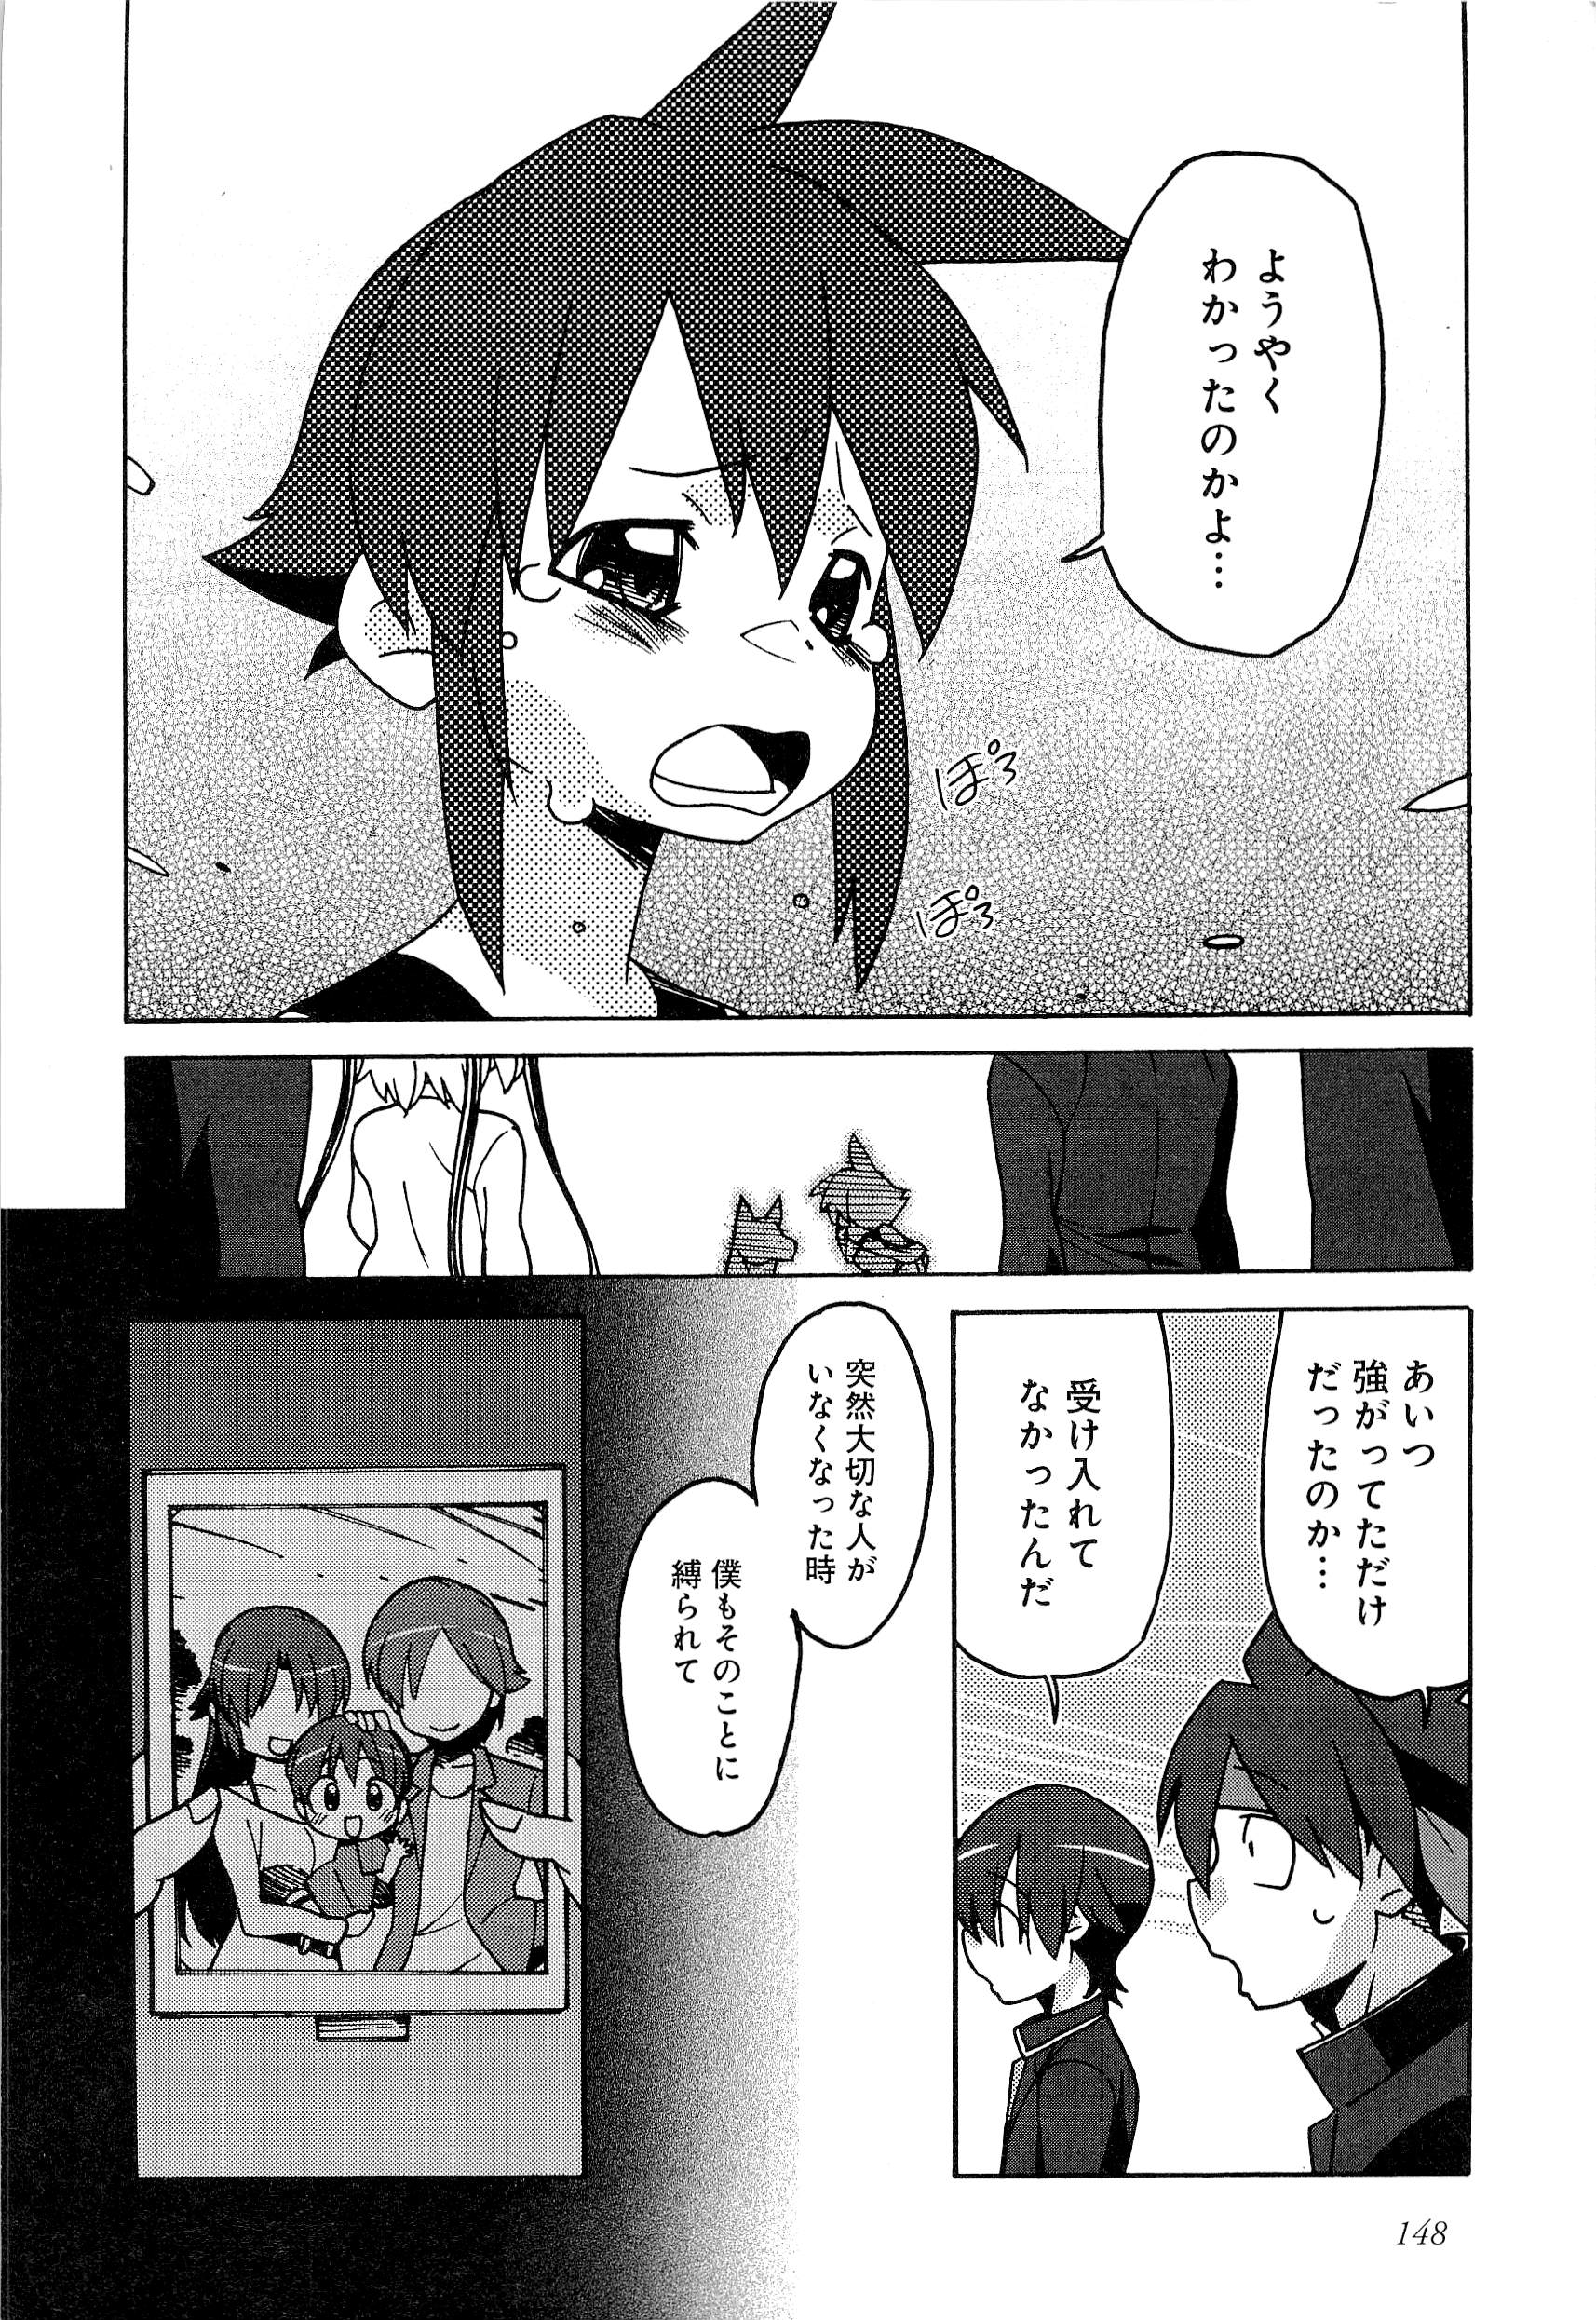 ようやく
わかったのかよ…
ぽろ
ぽろ
あいつ
強がってただけ
だったのか…
受け入れて
なかったんだ
突然大切な人が
いなくなった時
僕もそのことに
縛られて
148